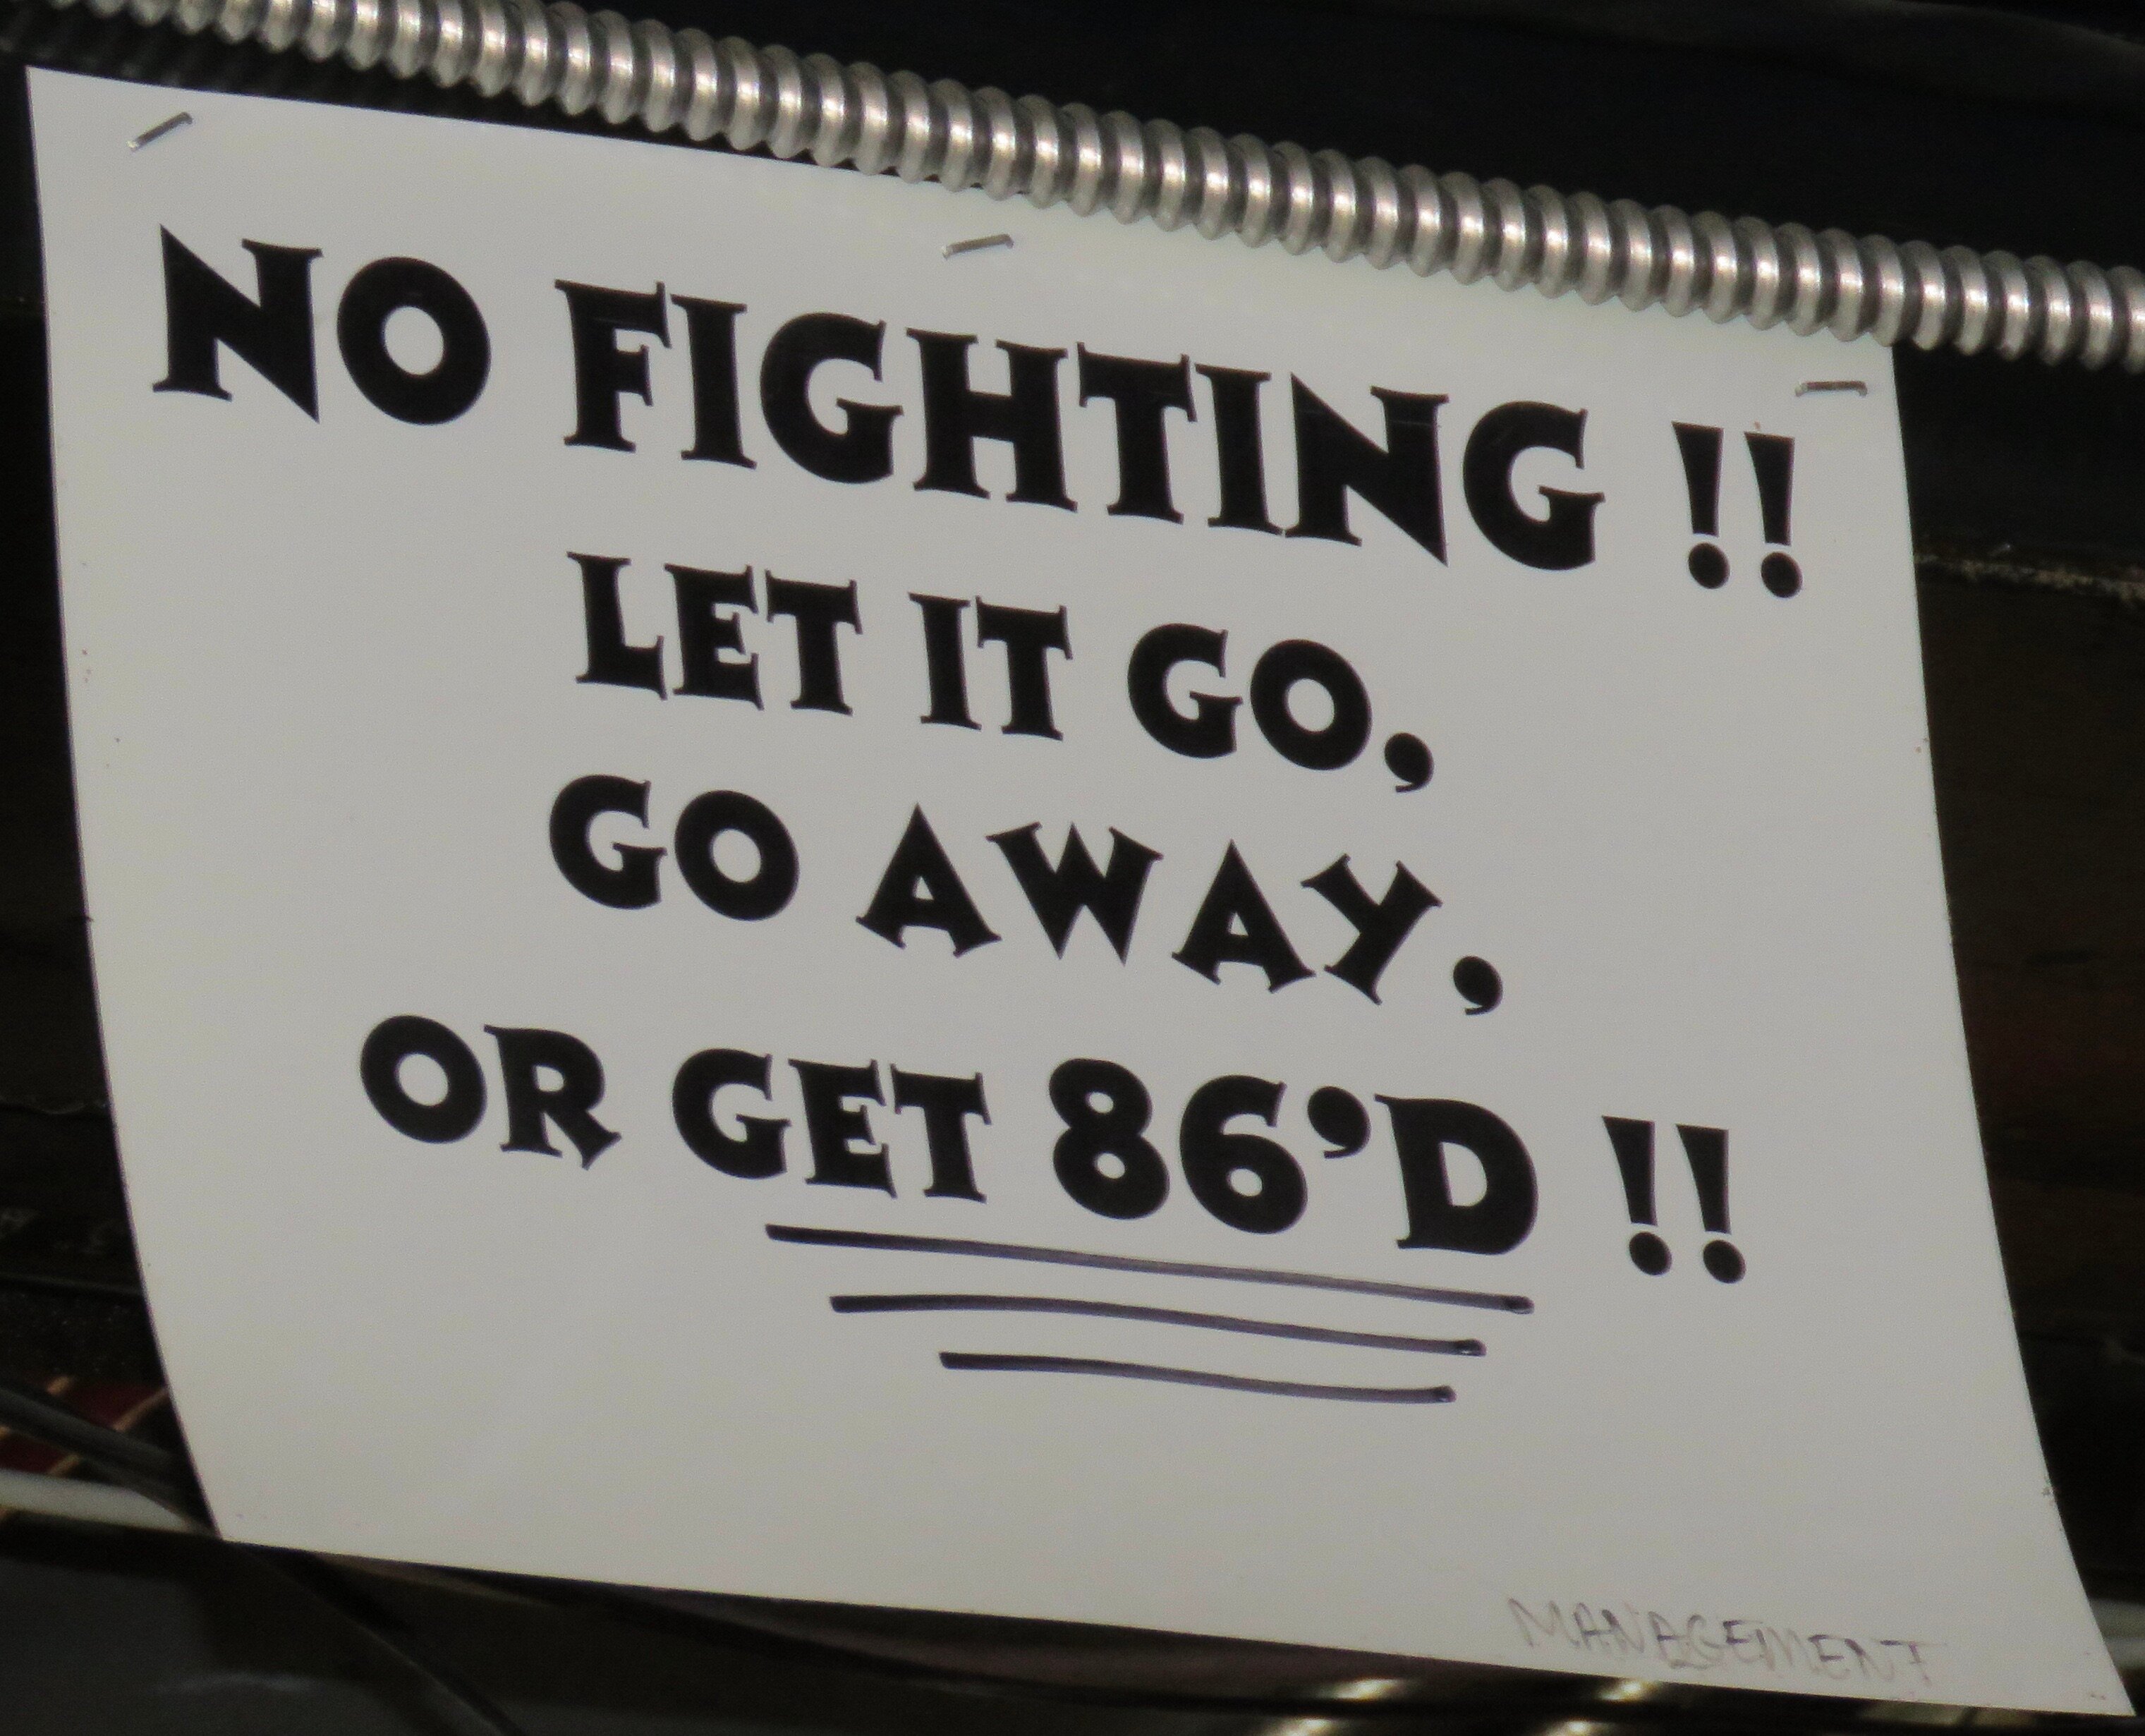 NO FIGHTING !!
LET IT GO,
GO AWAY,
OR GET 86'D !!
MANAGEMENT